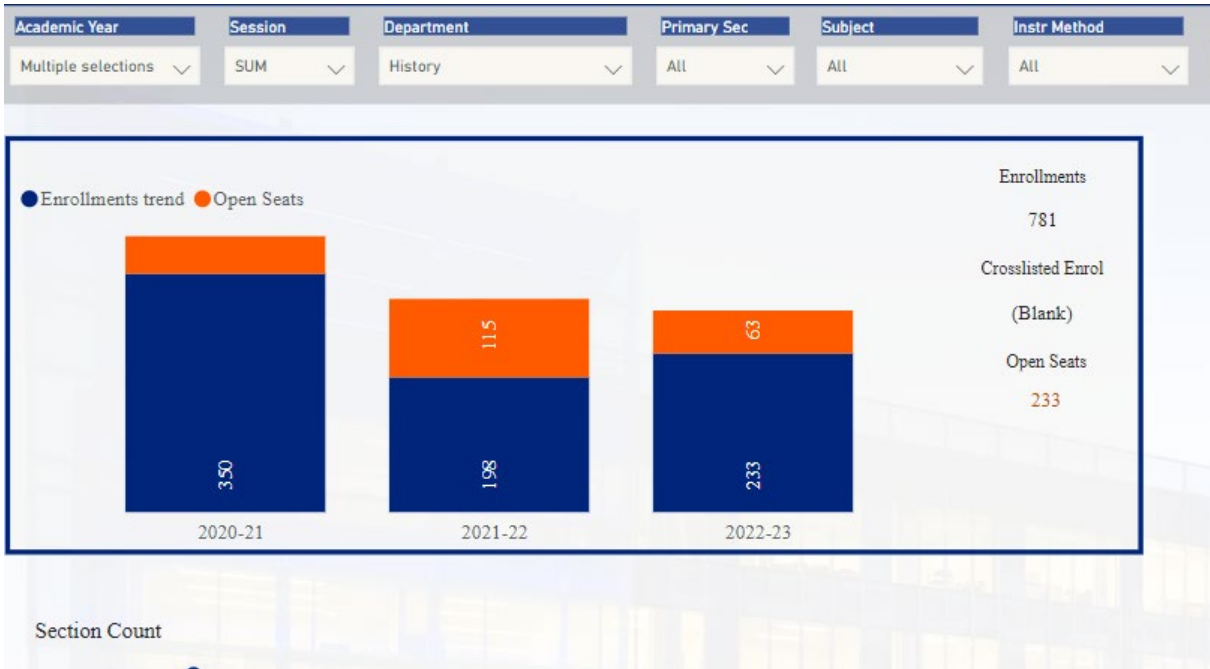 Academic Year Session Department Primary Sec Subject Instr Method
Multiple selections SUM History All All All
Enrollments trend Open Seats
Enrollments
781
Crosslisted Enrol
(Blank)
Open Seats
233
115
63
350
198
233
2020-21 2021-22 2022-23
Section Count